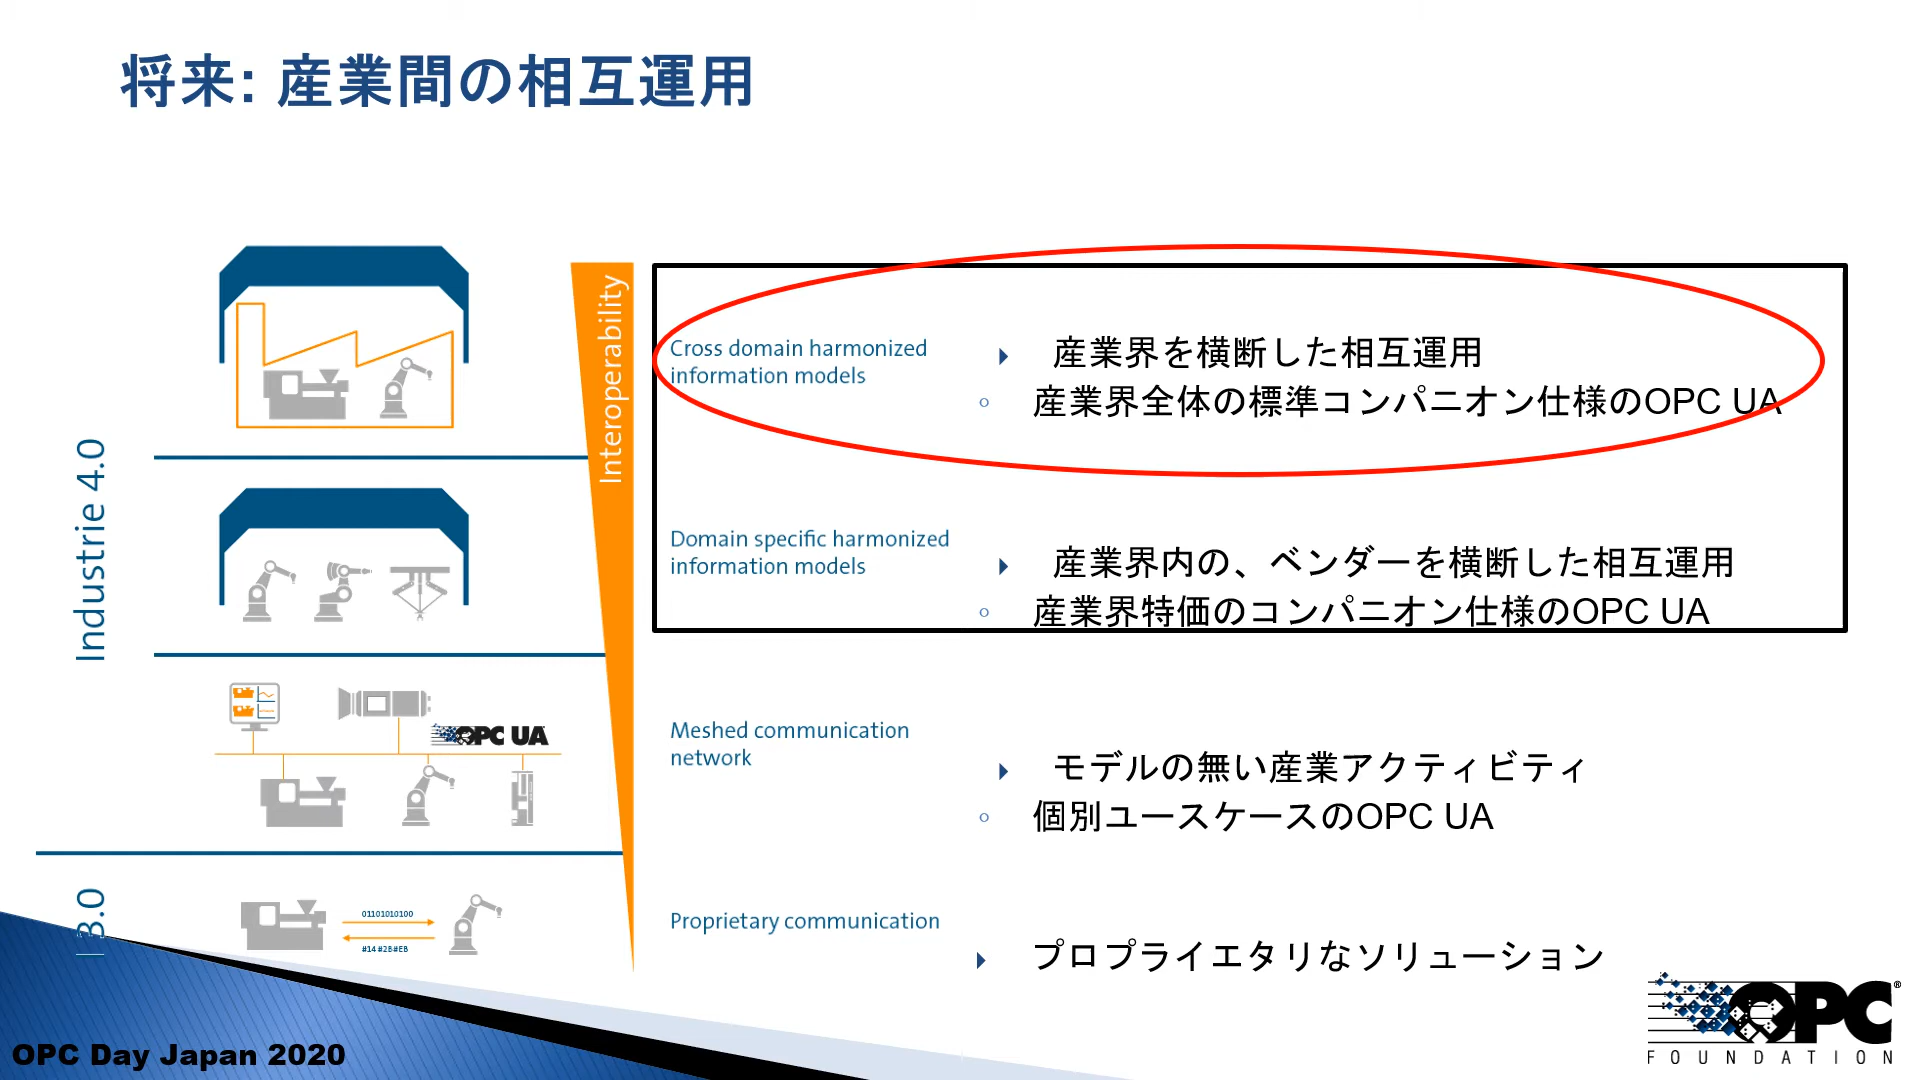 将来: 産業間の相互運用
Industrie 4.0
I3.0
Interoperability
Cross domain harmonized
information models
産業界を横断した相互運用
産業界全体の標準コンパニオン仕様のOPC UA
Domain specific harmonized
information models
産業界内の、ベンダーを横断した相互運用
産業界特価のコンパニオン仕様のOPC UA
OPC UA
Meshed communication
network
モデルの無い産業アクティビティ
個別ユースケースのOPC UA
01101010100
#14 #2B #EB
Proprietary communication
プロプライエタリなソリューション
OPC Day Japan 2020
OPC®
FOUNDATION